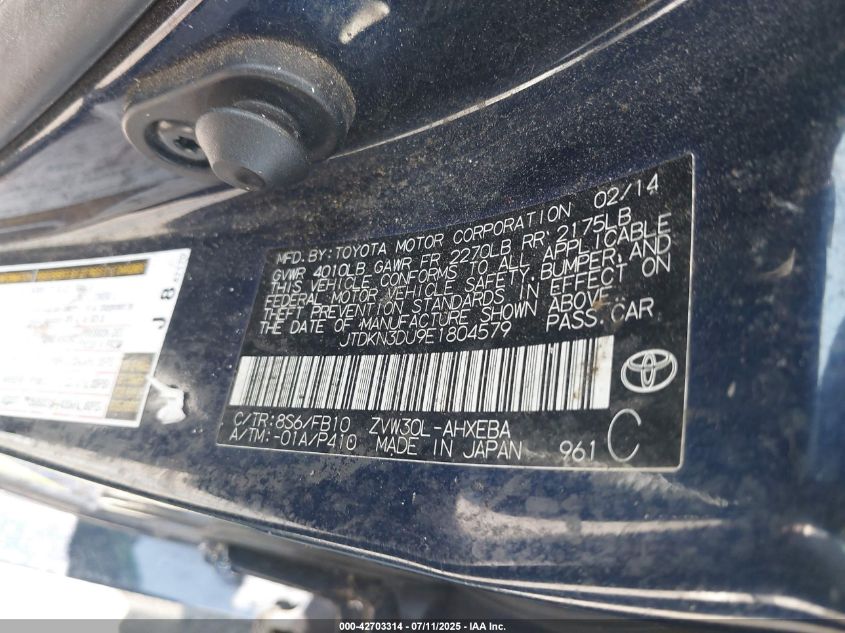 MFD.BY:TOYOTA MOTOR CORPORATION 02/14
GVWR 4010LB GAWR FR 2270LB RR 2175LB
THIS VEHICLE CONFORMS TO ALL APPLICABLE
FEDERAL MOTOR VEHICLE SAFETY, BUMPER, AND
THEFT PREVENTION STANDARDS IN EFFECT ON
THE DATE OF MANUFACTURE SHOWN ABOVE.
JTDKN3DU9E1804579 PASS.CAR
C/TR:8S6/FB10 ZVW30L-AHXEBA
A/TM:-01A/P410 MADE IN JAPAN 961 C
J 8
000-42703314 - 07/11/2025 - IAA Inc.